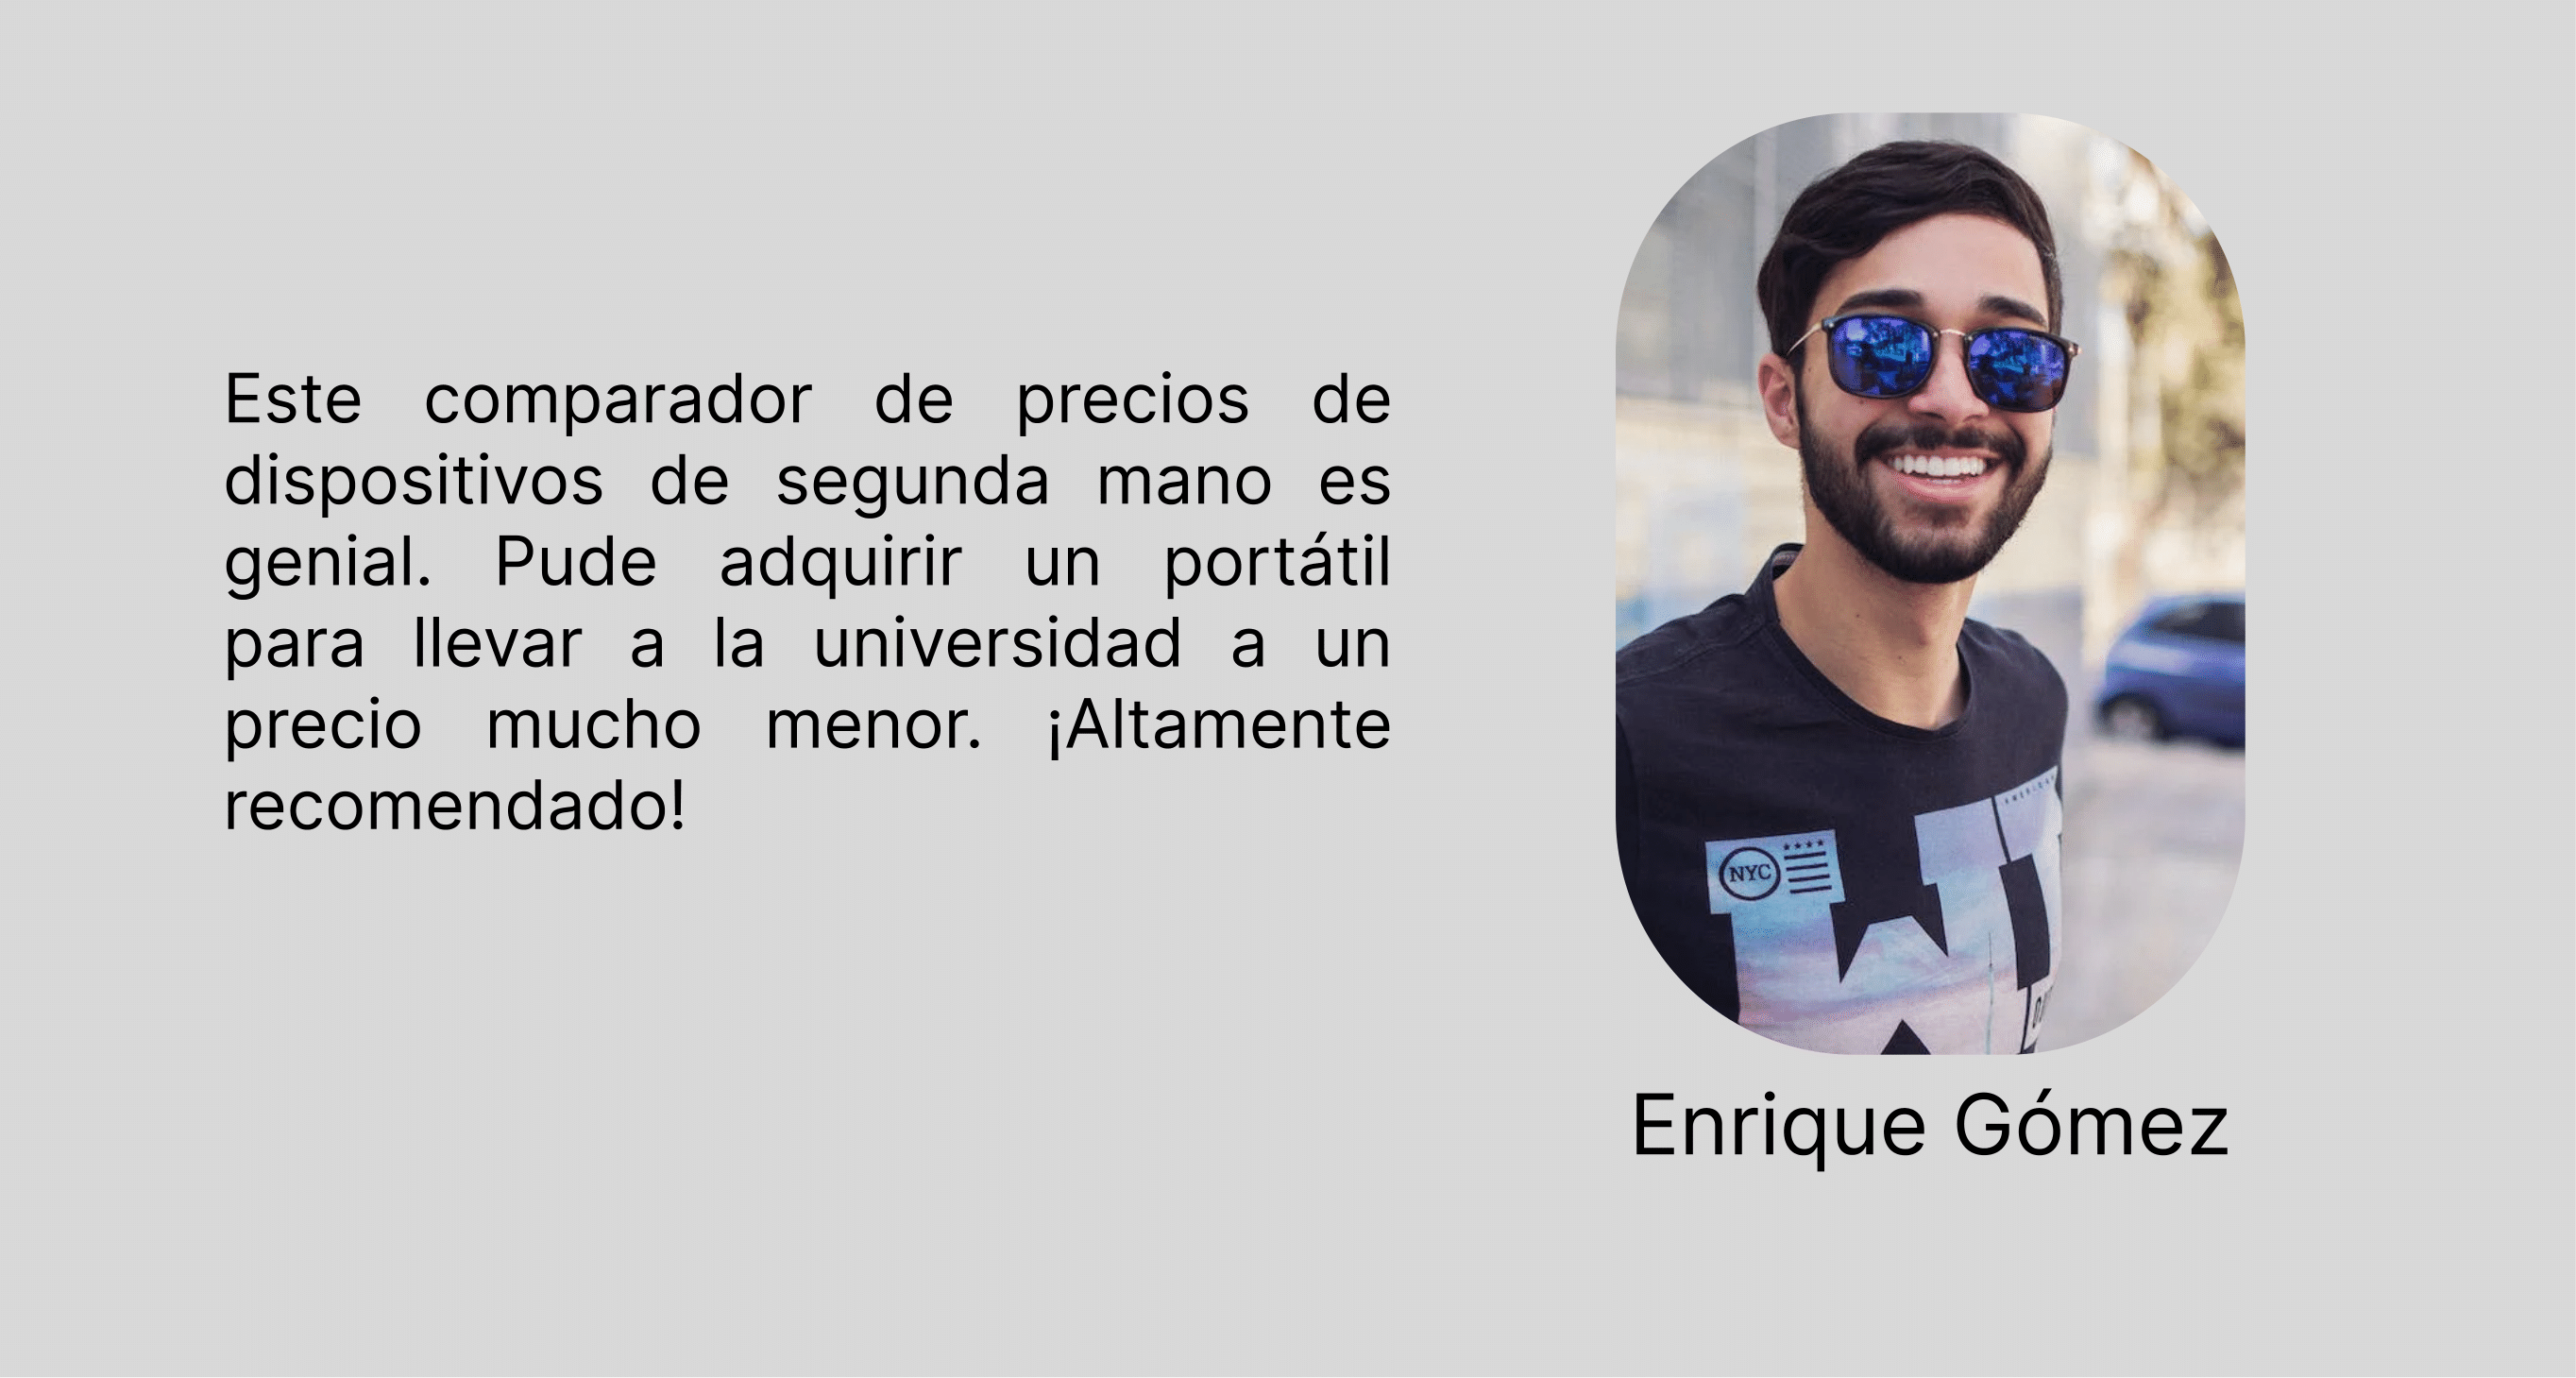 Este comparador de precios de
dispositivos de segunda mano es
genial. Pude adquirir un portátil
para llevar a la universidad a un
precio mucho menor. ¡Altamente
recomendado!
NYC
Enrique Gómez